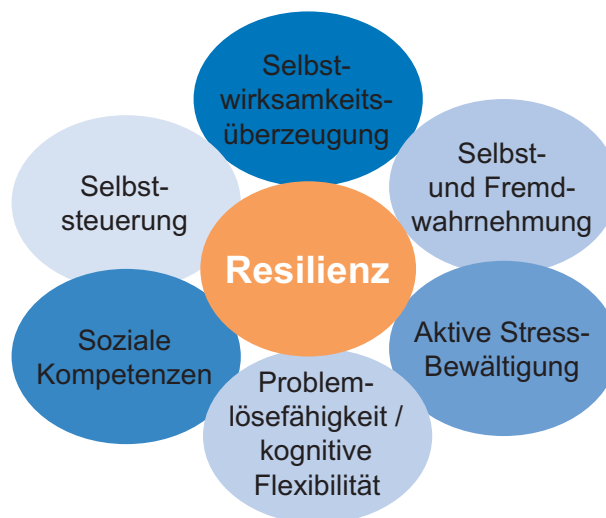 Selbst-
wirksamkeits-
überzeugung
Selbst-
und Fremd-
wahrnehmung
Selbst-
steuerung
Resilienz
Aktive Stress-
Bewältigung
Soziale
Kompetenzen
Problem-
lösefähigkeit /
kognitive
Flexibilität